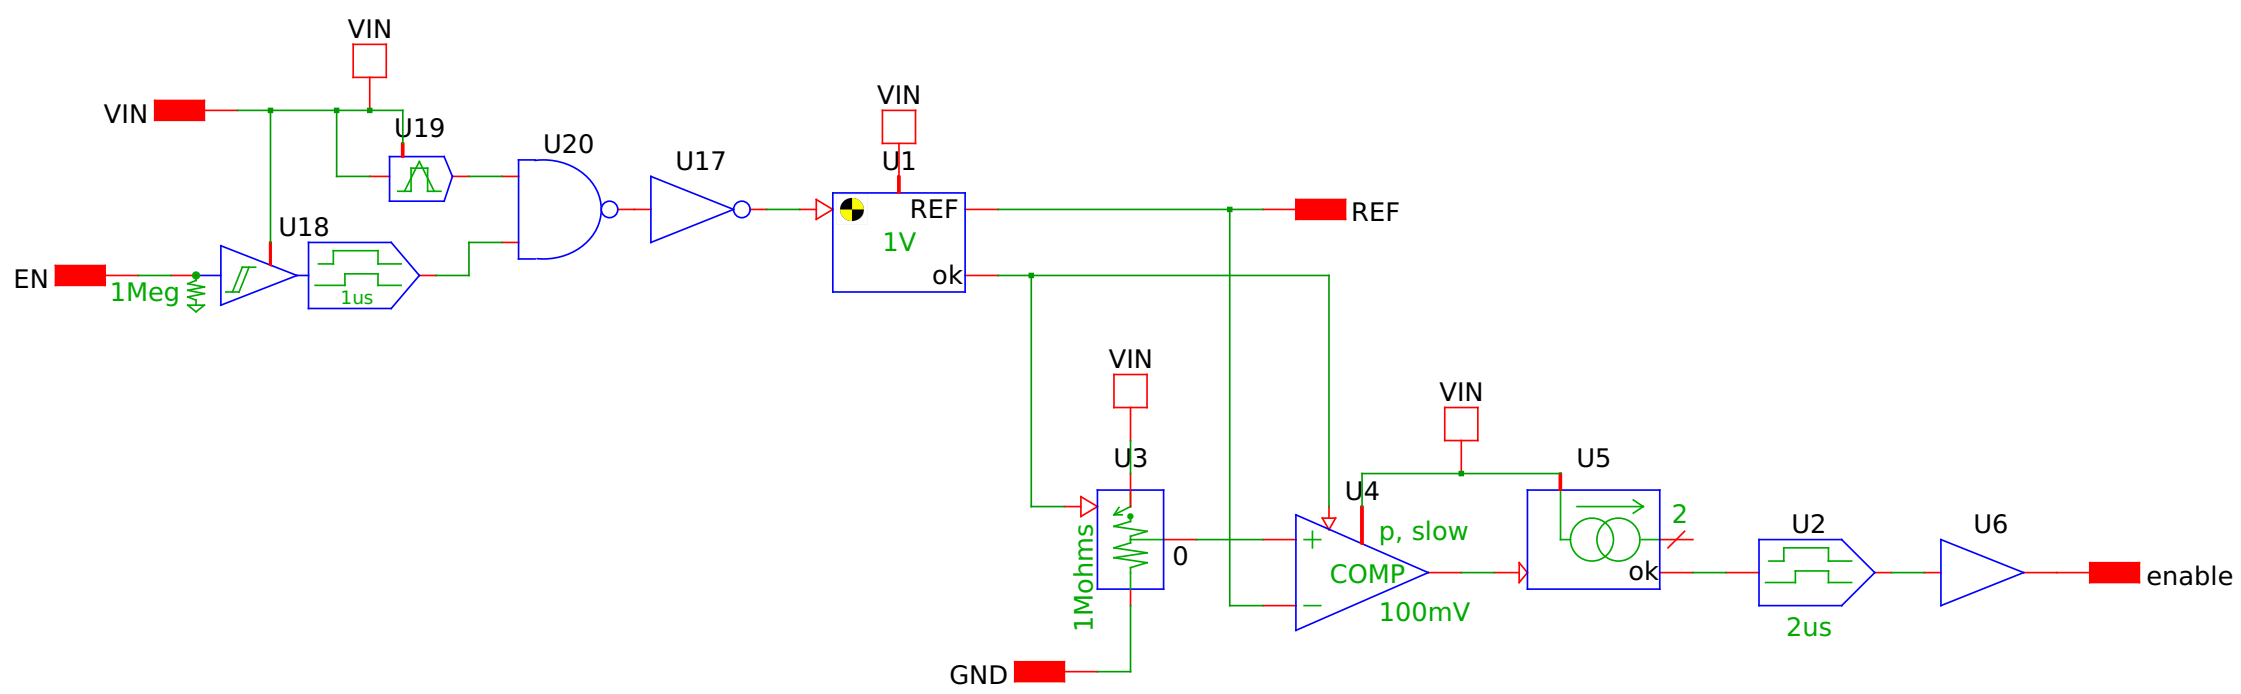 VIN
VIN
U19
U20
U17
VIN
U1
REF
1V
ok
REF
U18
EN
1Meg
1us
VIN
U3
1Mohms
0
VIN
U4
p, slow
COMP
100mV
U5
2
ok
U2
2us
U6
enable
GND